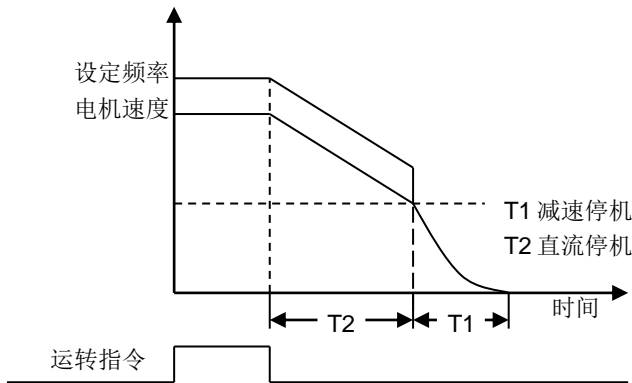 设定频率
电机速度
T1 减速停机
T2 直流停机
时间
T2
T1
运转指令